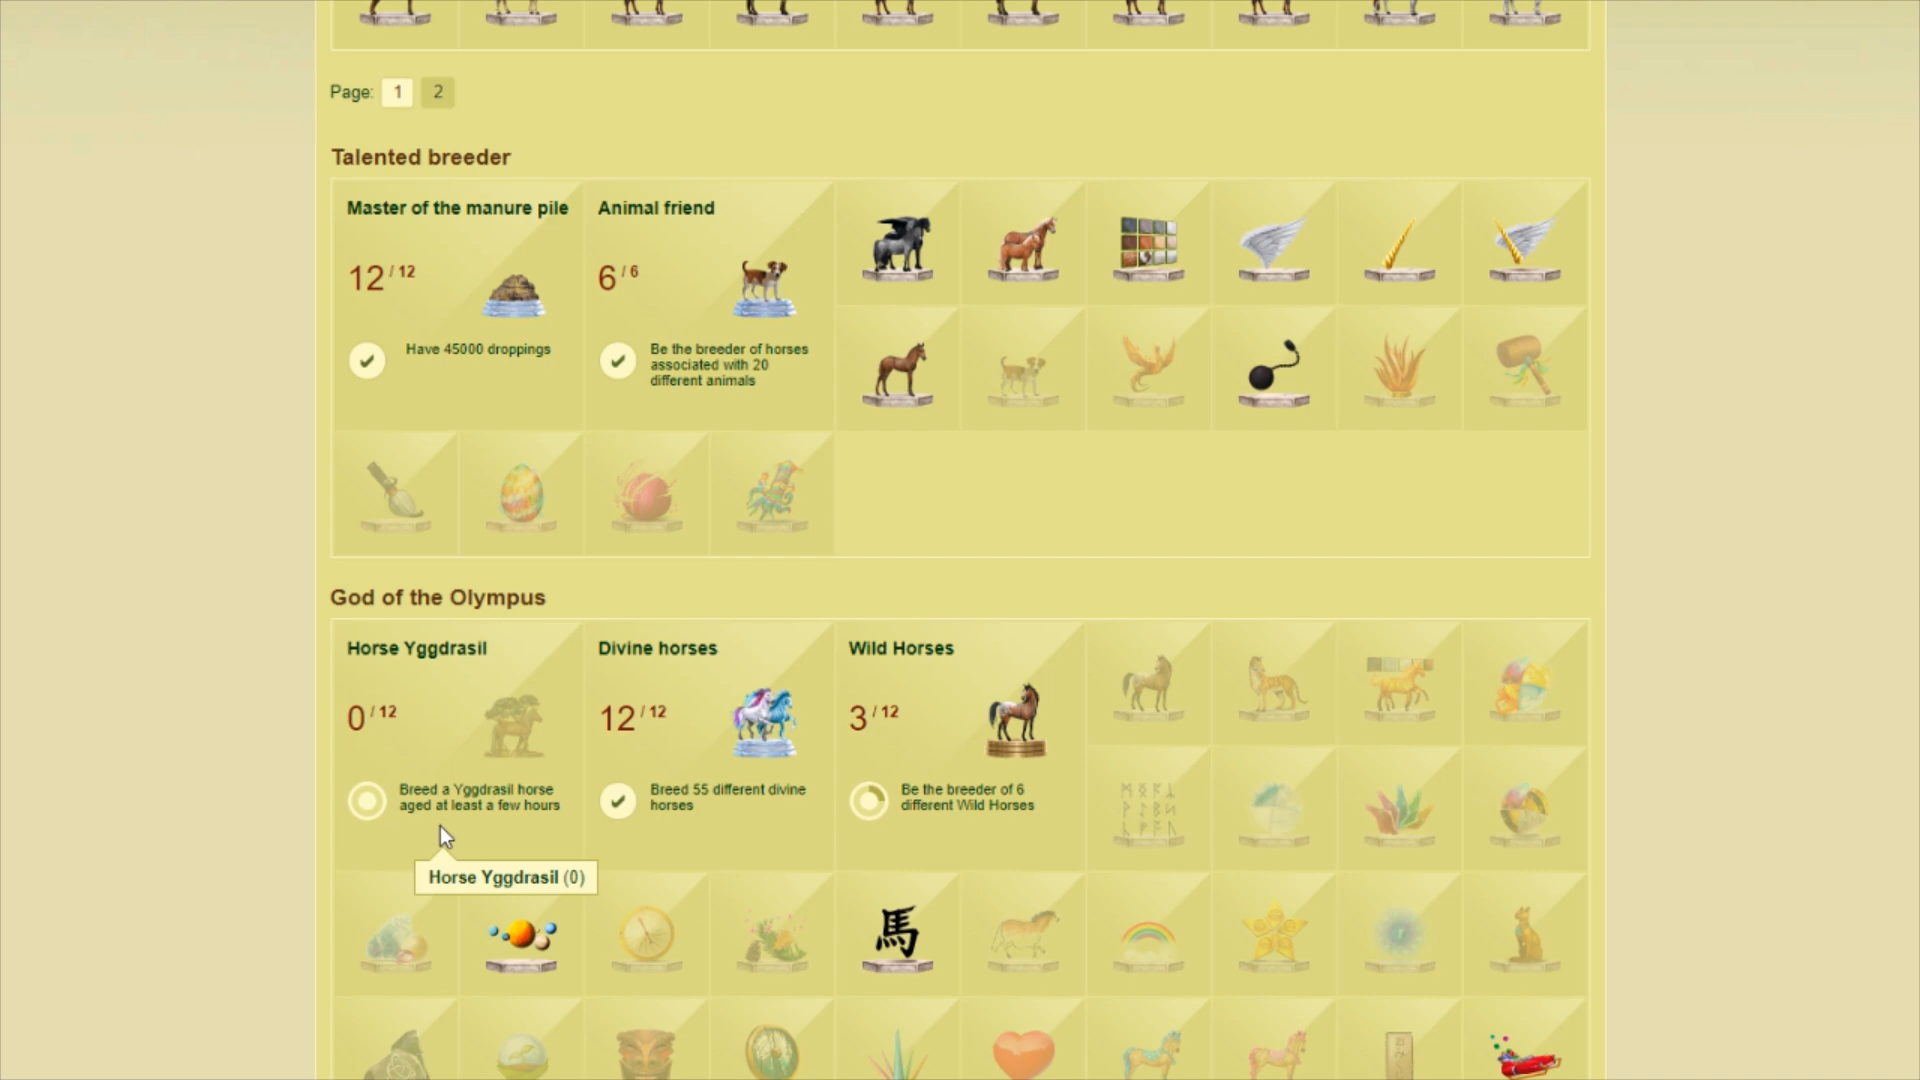 Page: 1 2
Talented breeder
Master of the manure pile
12 / 12
Have 45000 droppings
Animal friend
6 / 6
Be the breeder of horses
associated with 20
different animals
God of the Olympus
Horse Yggdrasil
0 / 12
Breed a Yggdrasil horse
aged at least a few hours
Divine horses
12 / 12
Breed 55 different divine
horses
Wild Horses
3 / 12
Be the breeder of 6
different Wild Horses
Horse Yggdrasil (0)
馬